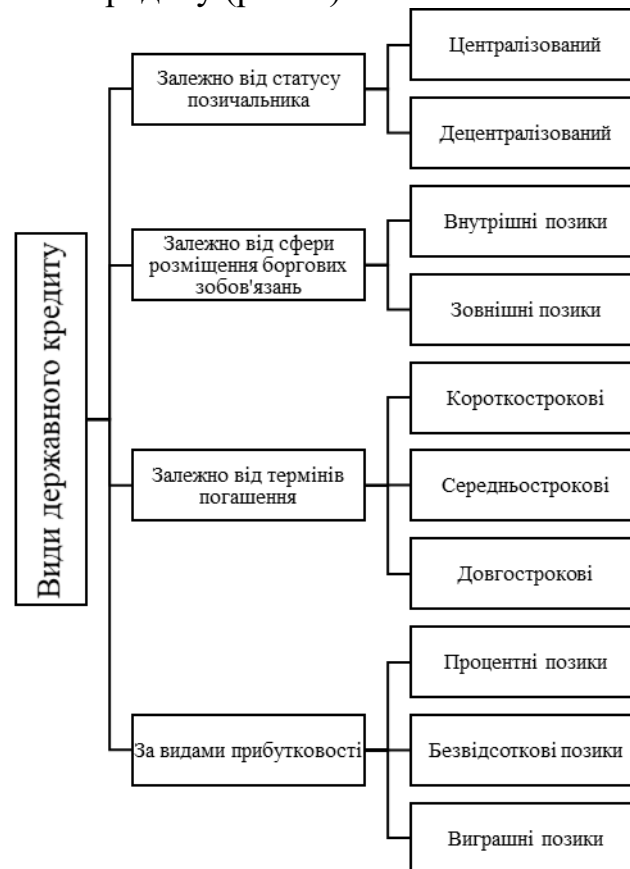 Види державного кредиту
Залежно від статусу
позичальника
Централізований
Децентралізований
Залежно від сфери
розміщення боргових
зобов'язань
Внутрішні позики
Зовнішні позики
Залежно від термінів
погашення
Короткострокові
Середньострокові
Довгострокові
За видами прибутковості
Процентні позики
Безвідсоткові позики
Виграшні позики